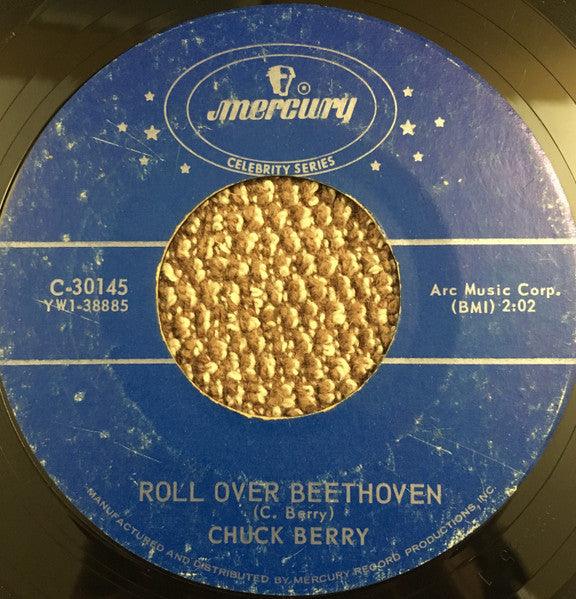 mercury ®
CELEBRITY SERIES
C-30145
YW1-38885
Arc Music Corp.
(BMI) 2:02
ROLL OVER BEETHOVEN
(C. Berry)
CHUCK BERRY
MANUFACTURED AND DISTRIBUTED BY MERCURY RECORD PRODUCTIONS, INC.